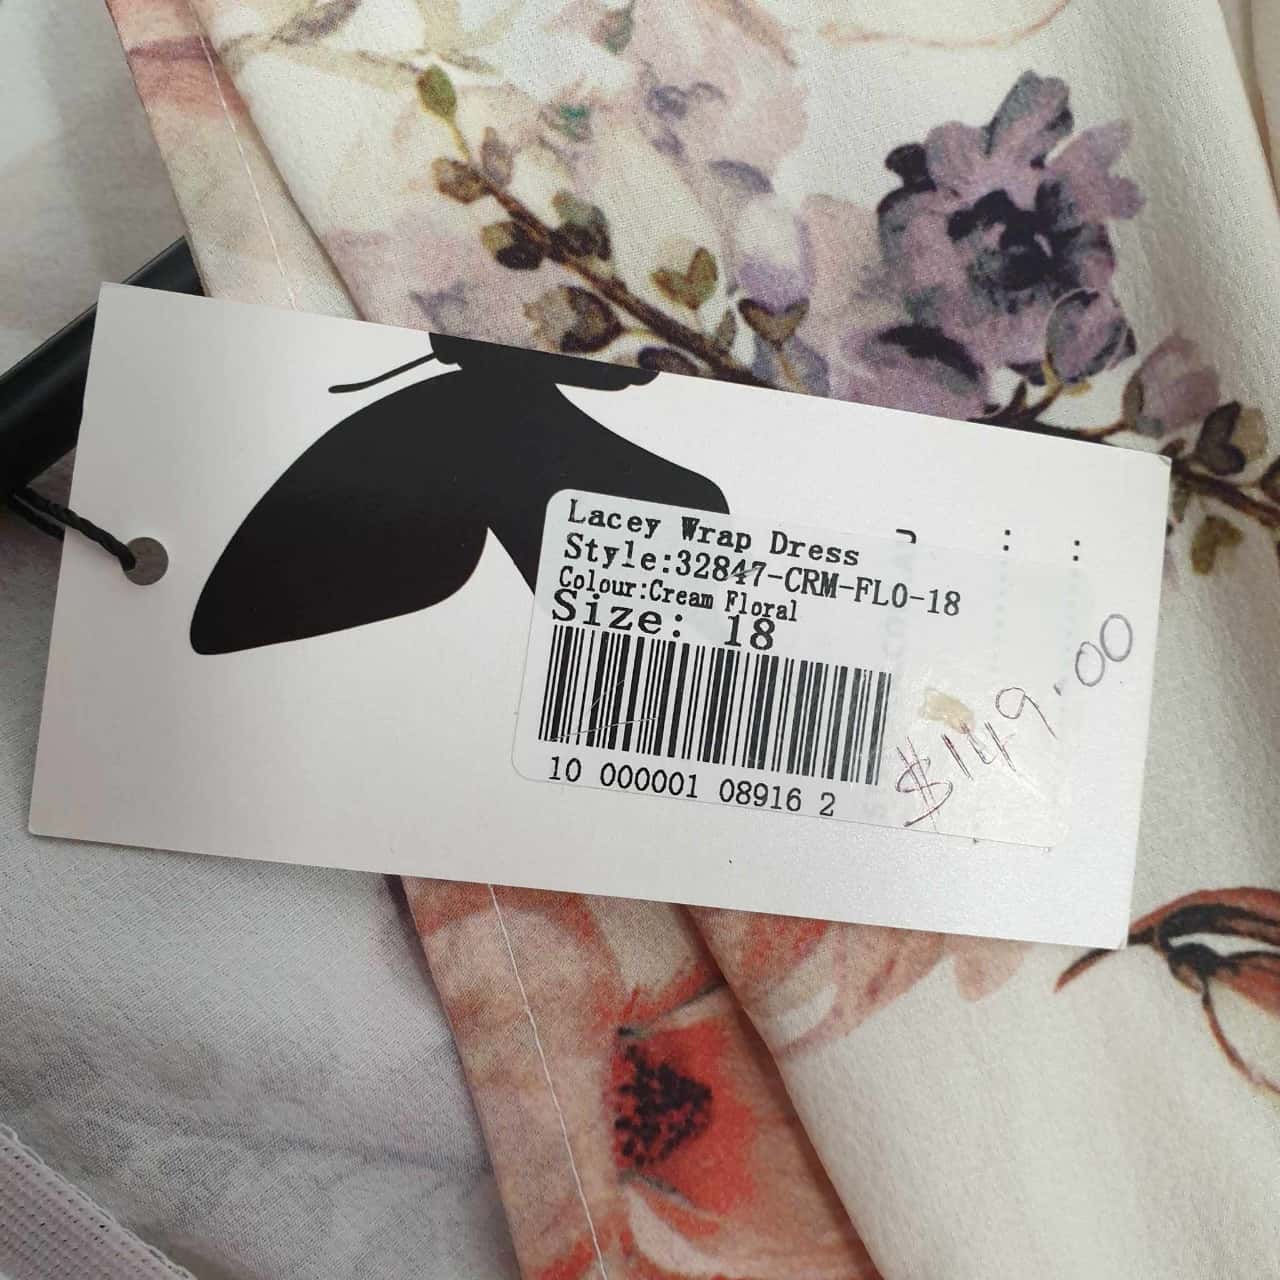 Lacey Wrap Dress
Style:32847-CRM-FLO-18
Colour:Cream Floral
Size: 18
10 000001 08916 2
$149.00